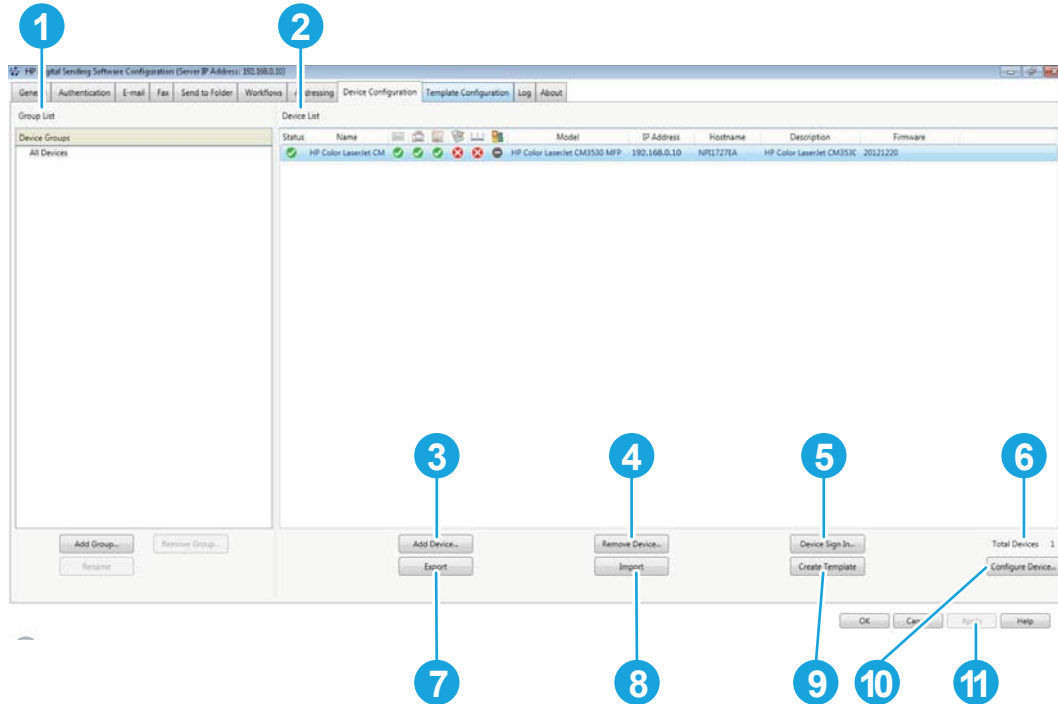 1 2
HP Digital Sending Software Configuration (Server IP Address: 192.168.0.10)
General Authentication E-mail Fax Send to Folder Workflows Addressing Device Configuration Template Configuration Log About
Group List
Device List
Device Groups
Status Name Model IP Address Hostname Description Firmware
All Devices
HP Color LaserJet CM HP Color LaserJet CM3530 MFP 192.168.0.10 NPI1727EA HP Color LaserJet CM353C 20121220
3 4 5 6
Add Group... Remove Group... Add Device... Remove Device... Device Sign In... Total Devices 1
Rename Export Import Create Template Configure Device...
OK Cancel Apply Help
7 8 9 10 11